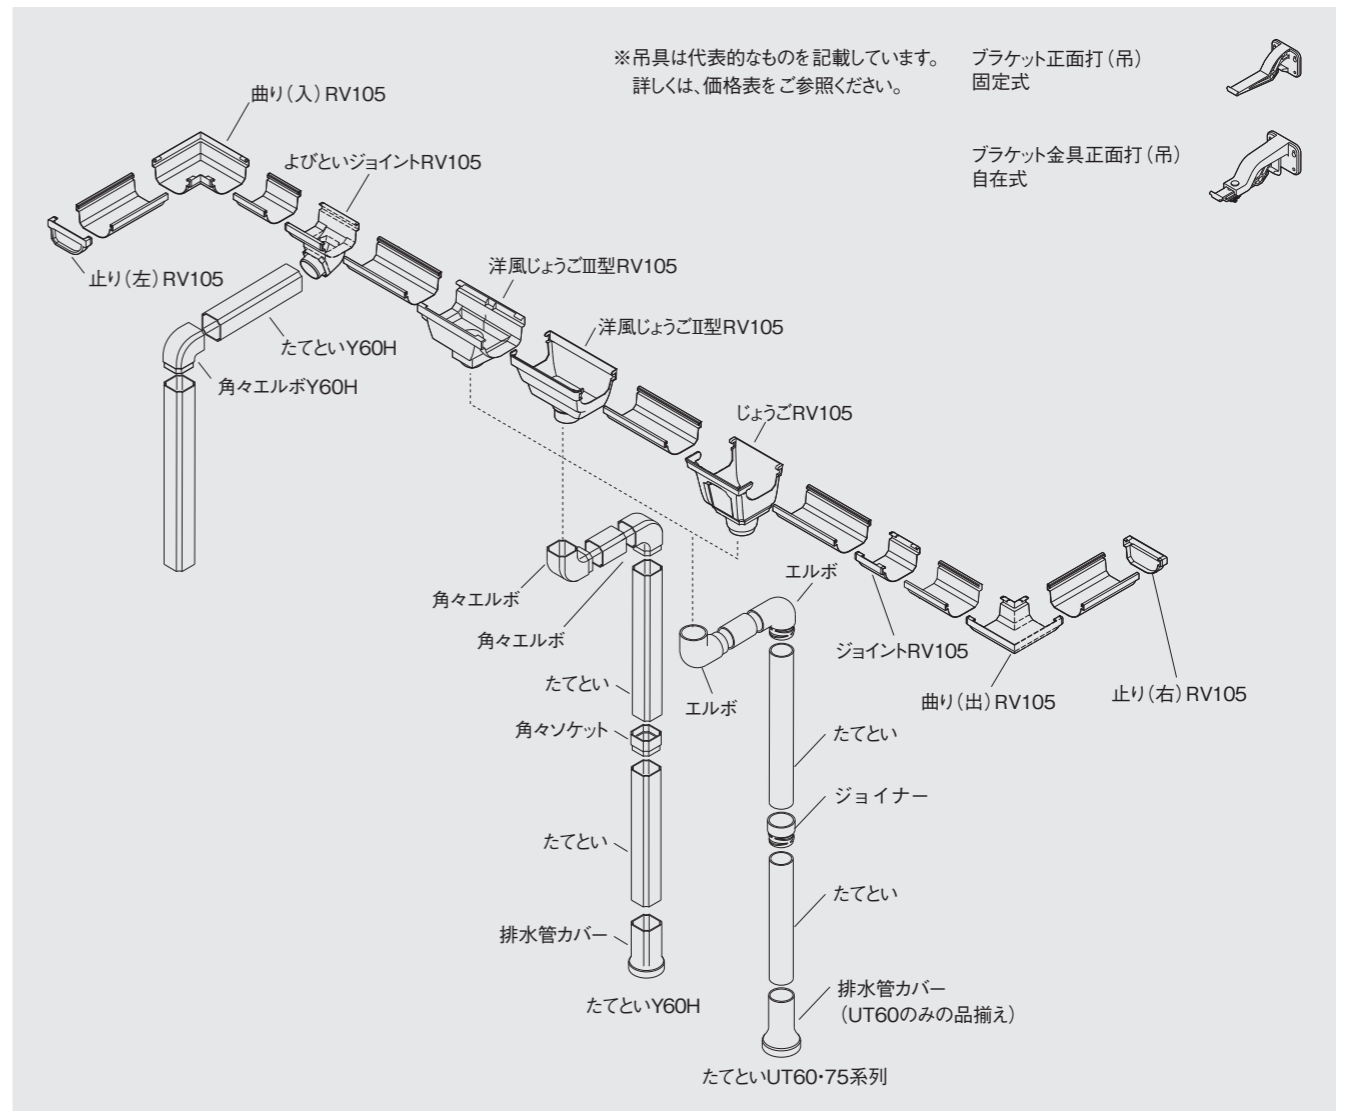 ※吊具は代表的なものを記載しています。
詳しくは、価格表をご参照ください。
ブラケット正面打(吊)
固定式
ブラケット金具正面打(吊)
自在式
曲り(入)RV105
よびといジョイントRV105
止り(左)RV105
洋風じょうごⅢ型RV105
洋風じょうごⅡ型RV105
たてといY60H
角々エルボY60H
じょうごRV105
角々エルボ
角々エルボ
エルボ
エルボ
ジョイントRV105
曲り(出)RV105
止り(右)RV105
たてとい
角々ソケット
たてとい
排水管カバー
たてといY60H
たてとい
ジョイナー
たてとい
排水管カバー
(UT60のみの品揃え)
たてといUT60・75系列